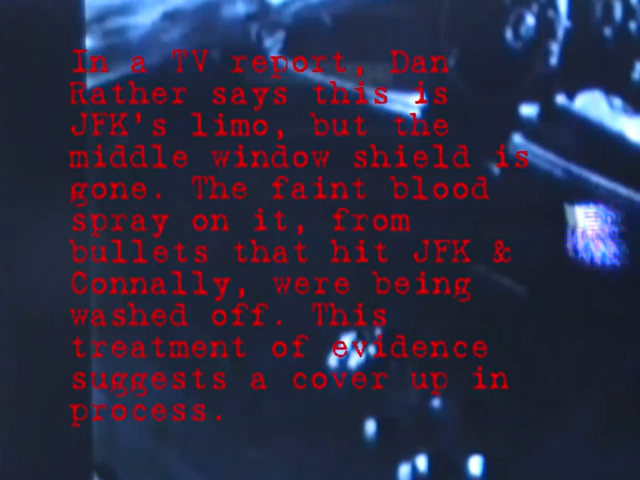 In a TV report, Dan
Rather says this is
JFK's limo, but the
middle window shield is
gone. The faint blood
spray on it, from
bullets that hit JFK &
Connally, were being
washed off. This
treatment of evidence
suggests a cover up in
process.